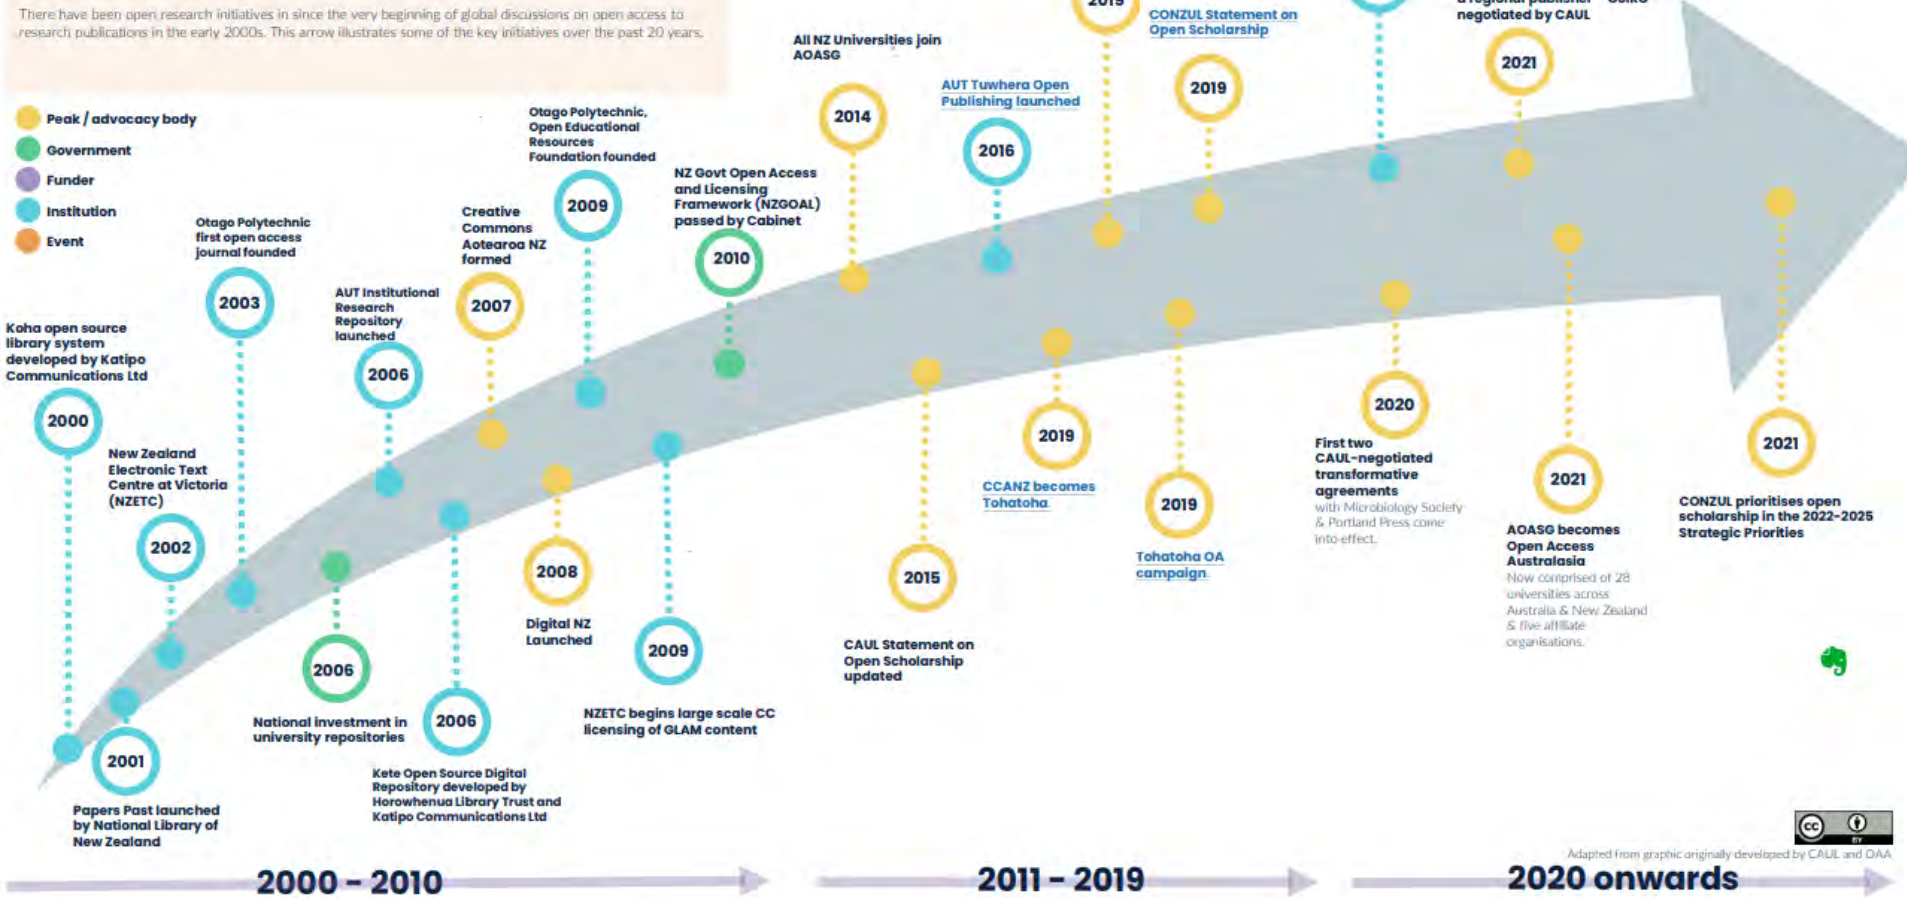 There have been open research initiatives in since the very beginning of global discussions on open access to
research publications in the early 2000s. This arrow illustrates some of the key initiatives over the past 20 years.
Peak / advocacy body
Government
Funder
Institution
Event
Koha open source
library system
developed by Katipo
Communications Ltd
2000
2001
Papers Past launched
by National Library of
New Zealand
New Zealand
Electronic Text
Centre at Victoria
(NZETC)
2002
Otago Polytechnic
first open access
journal founded
2003
2006
National investment in
university repositories
AUT Institutional
Research
Repository
launched
2006
2006
Kete Open Source Digital
Repository developed by
Horowhenua Library Trust and
Katipo Communications Ltd
Creative
Commons
Aotearoa NZ
formed
2007
2008
Digital NZ
Launched
Otago Polytechnic,
Open Educational
Resources
Foundation founded
2009
2009
NZETC begins large scale CC
licensing of GLAM content
NZ Govt Open Access
and Licensing
Framework (NZGOAL)
passed by Cabinet
2010
All NZ Universities join
AOASG
2014
2015
CAUL Statement on
Open Scholarship
updated
AUT Tuwhera Open
Publishing launched
2016
2019
CONZUL Statement on
Open Scholarship
2019
2019
CCANZ becomes
Tohatoha.
2019
Tohatoha OA
campaign.
2020
First two
CAUL-negotiated
transformative
agreements
with Microbiology Society
& Portland Press come
into effect.
negotiated by CAUL
2021
2021
AOASG becomes
Open Access
Australasia
Now comprised of 28
universities across
Australia & New Zealand
& five affiliate
organisations.
2021
CONZUL prioritises open
scholarship in the 2022-2025
Strategic Priorities
cc
BY
Adapted from graphic originally developed by CAUL and OAA
2000 - 2010
2011 - 2019
2020 onwards